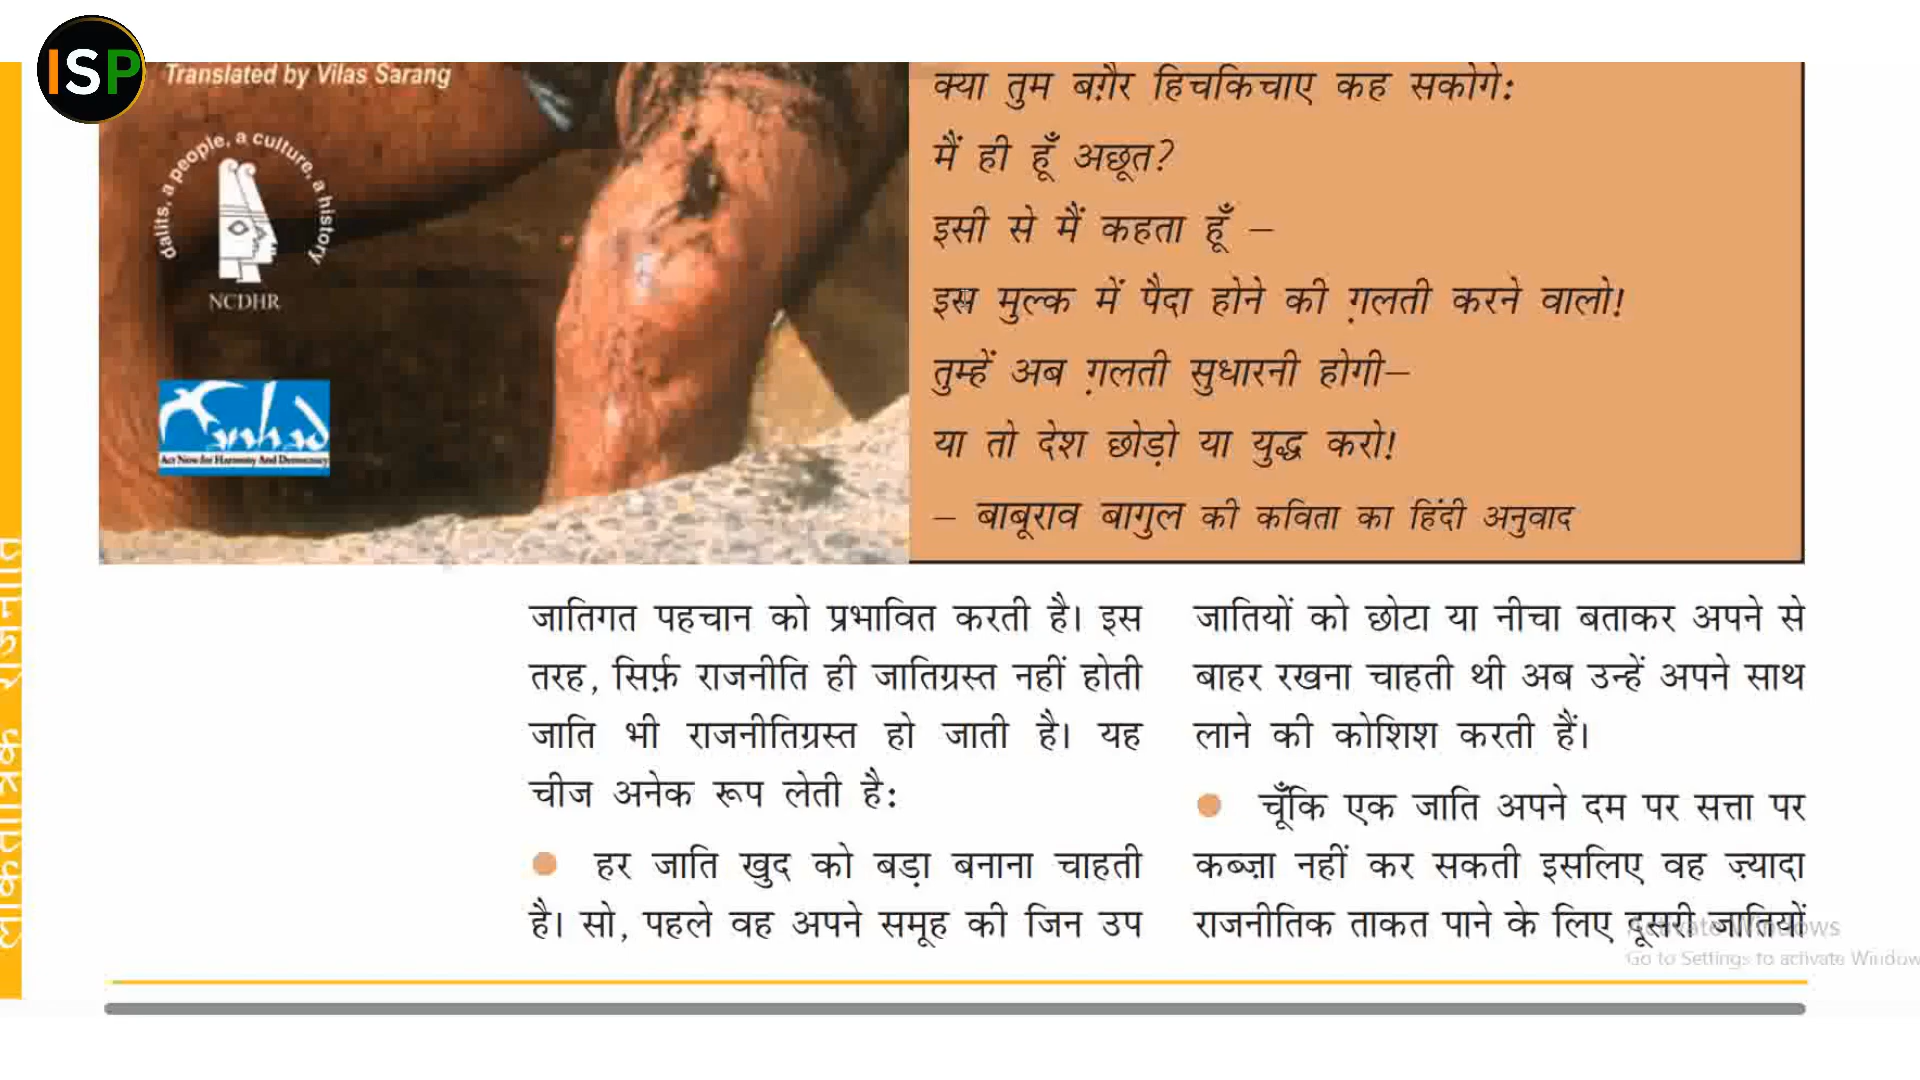 ISP
Translated by Vilas Sarang
dalits, a people, a culture, a history
NCDHR
anhad
Act Now for Harmony And Democracy
क्या तुम बग़ैर हिचकिचाए कह सकोगे:
मैं ही हूँ अछूत?
इसी से मैं कहता हूँ –
इस मुल्क में पैदा होने की ग़लती करने वालो!
तुम्हें अब ग़लती सुधारनी होगी–
या तो देश छोड़ो या युद्ध करो!
– बाबूराव बागुल की कविता का हिंदी अनुवाद
लोकतांत्रिक राजनीति
जातिगत पहचान को प्रभावित करती है। इस
तरह, सिर्फ़ राजनीति ही जातिग्रस्त नहीं होती
जाति भी राजनीतिग्रस्त हो जाती है। यह
चीज अनेक रूप लेती है:
● हर जाति खुद को बड़ा बनाना चाहती
है। सो, पहले वह अपने समूह की जिन उप
जातियों को छोटा या नीचा बताकर अपने से
बाहर रखना चाहती थी अब उन्हें अपने साथ
लाने की कोशिश करती हैं।
● चूँकि एक जाति अपने दम पर सत्ता पर
कब्ज़ा नहीं कर सकती इसलिए वह ज़्यादा
राजनीतिक ताकत पाने के लिए दूसरी जातियों
Activate Windows
Go to Settings to activate Window